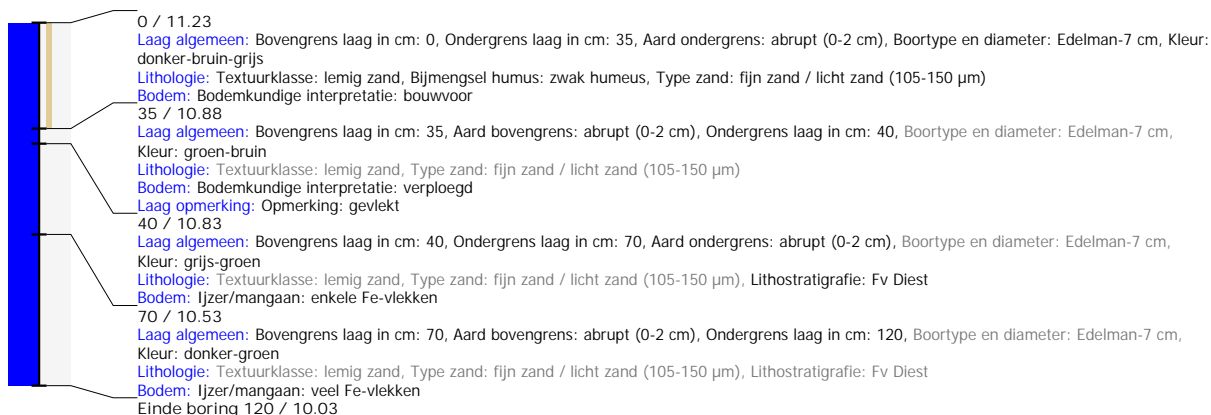 0 / 11.23
Laag algemeen: Bovengrens laag in cm: 0, Ondergrens laag in cm: 35, Aard ondergrens: abrupt (0-2 cm), Boortype en diameter: Edelman-7 cm, Kleur:
donker-bruin-grijs
Lithologie: Textuurklasse: lemig zand, Bijmengsel humus: zwak humeus, Type zand: fijn zand / licht zand (105-150 µm)
Bodem: Bodemkundige interpretatie: bouwvoor
35 / 10.88
Laag algemeen: Bovengrens laag in cm: 35, Aard bovengrens: abrupt (0-2 cm), Ondergrens laag in cm: 40, Boortype en diameter: Edelman-7 cm,
Kleur: groen-bruin
Lithologie: Textuurklasse: lemig zand, Type zand: fijn zand / licht zand (105-150 µm)
Bodem: Bodemkundige interpretatie: verploegd
Laag opmerking: Opmerking: gevlekt
40 / 10.83
Laag algemeen: Bovengrens laag in cm: 40, Ondergrens laag in cm: 70, Aard ondergrens: abrupt (0-2 cm), Boortype en diameter: Edelman-7 cm,
Kleur: grijs-groen
Lithologie: Textuurklasse: lemig zand, Type zand: fijn zand / licht zand (105-150 µm), Lithostratigrafie: Fv Diest
Bodem: Ijzer/mangaan: enkele Fe-vlekken
70 / 10.53
Laag algemeen: Bovengrens laag in cm: 70, Aard bovengrens: abrupt (0-2 cm), Ondergrens laag in cm: 120, Boortype en diameter: Edelman-7 cm,
Kleur: donker-groen
Lithologie: Textuurklasse: lemig zand, Type zand: fijn zand / licht zand (105-150 µm), Lithostratigrafie: Fv Diest
Bodem: Ijzer/mangaan: veel Fe-vlekken
Einde boring 120 / 10.03